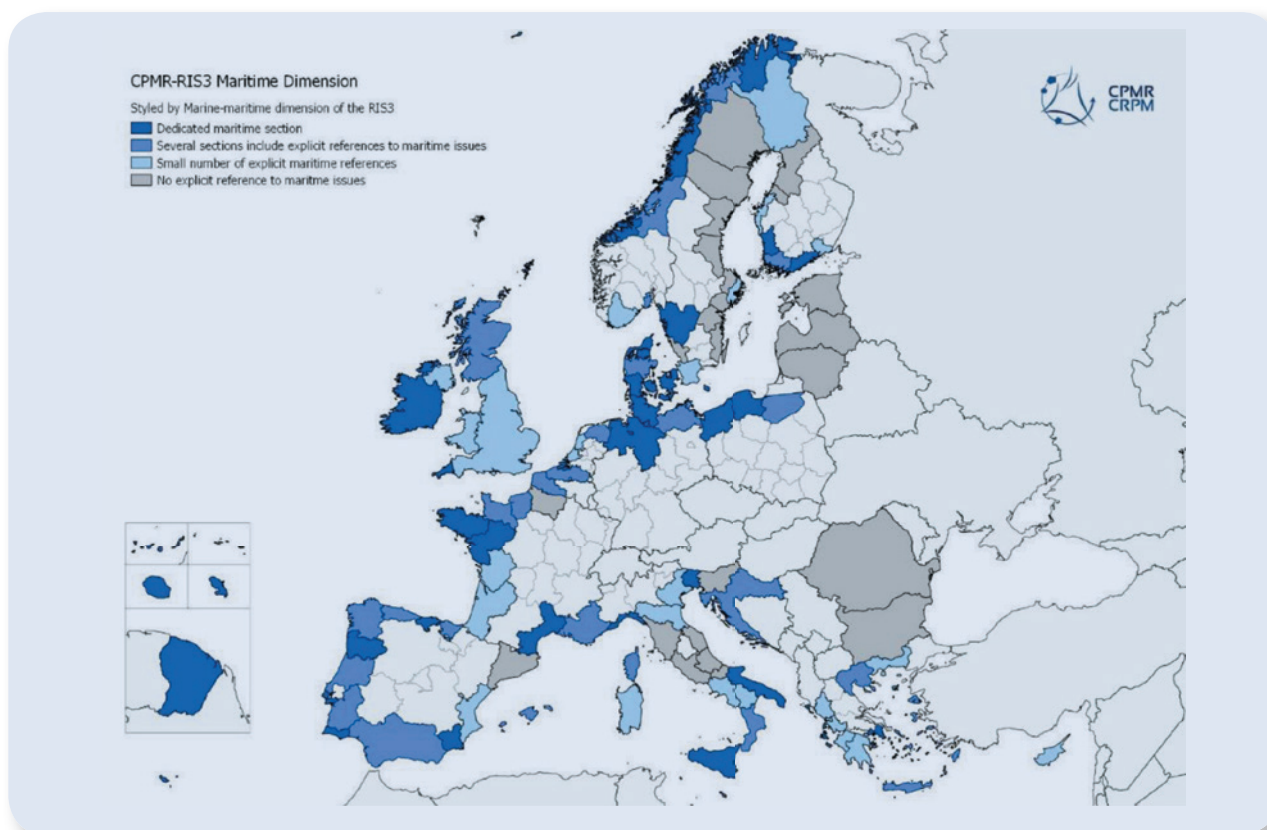 CPMR-RIS3 Maritime Dimension
Styled by Marine-maritime dimension of the RIS3
Dedicated maritime section
Several sections include explicit references to maritime issues
Small number of explicit maritime references
No explicit reference to maritme issues
CPMR
CRPM